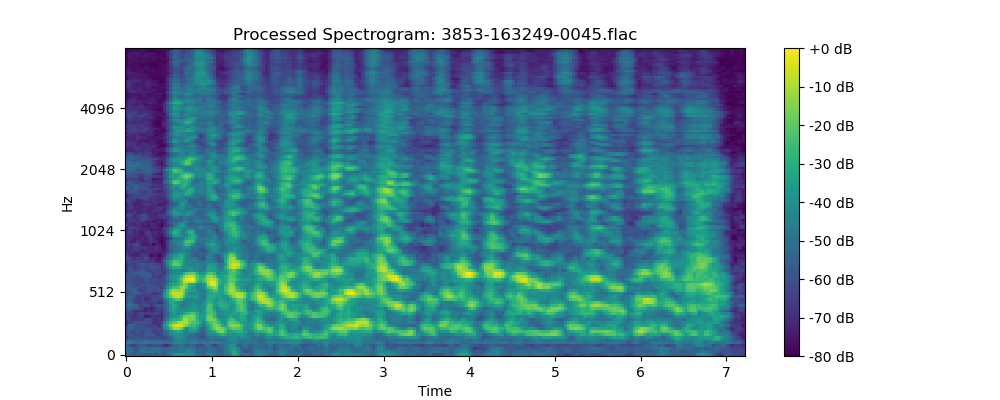 Processed Spectrogram: 3853-163249-0045.flac
Hz
4096
2048
1024
512
0
0 1 2 3 4 5 6 7
Time
+0 dB
-10 dB
-20 dB
-30 dB
-40 dB
-50 dB
-60 dB
-70 dB
-80 dB